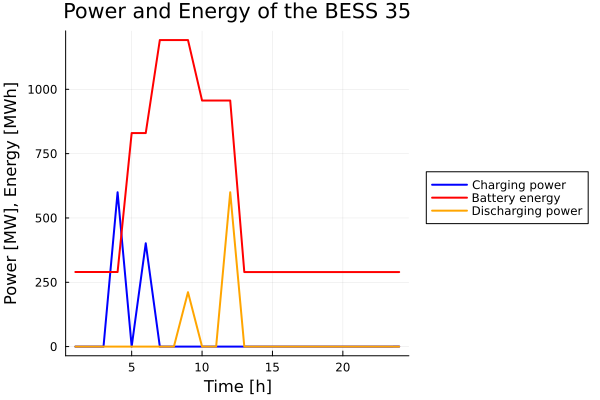 Power and Energy of the BESS 35
Power [MW], Energy [MWh]
1000
750
500
250
0
5 10 15 20
Time [h]
Charging power
Battery energy
Discharging power